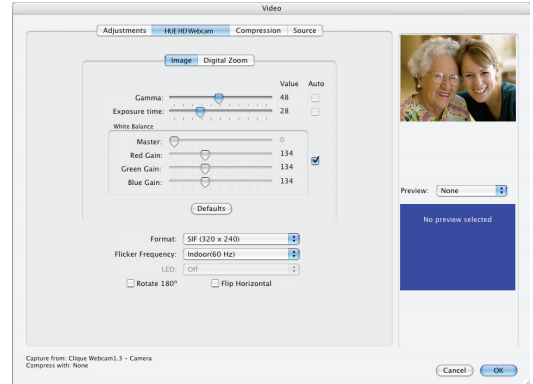 Video
Adjustments HUE HD Webcam Compression Source
Image Digital Zoom
Value Auto
Gamma: 48
Exposure time: 28
White Balance
Master: 0
Red Gain: 134
Green Gain: 134
Blue Gain: 134
Defaults
Format: SIF (320 x 240)
Flicker Frequency: Indoor(60 Hz)
LED: Off
Rotate 180º Flip Horizontal
Preview: None
No preview selected
Capture from: Clique Webcam1.3 – Camera
Compress with: None
Cancel OK